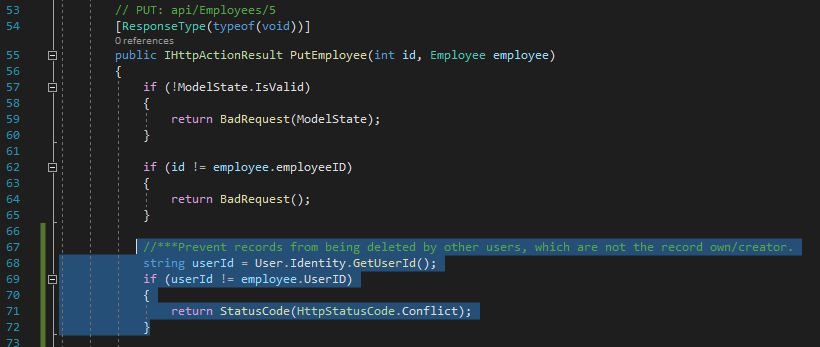 53 // PUT: api/Employees/5
54 [ResponseType(typeof(void))]
0 references
55 public IHttpActionResult PutEmployee(int id, Employee employee)
56 {
57 if (!ModelState.IsValid)
58 {
59 return BadRequest(ModelState);
60 }
61
62 if (id != employee.employeeID)
63 {
64 return BadRequest();
65 }
66
67 //***Prevent records from being deleted by other users, which are not the record own/creator.
68 string userId = User.Identity.GetUserId();
69 if (userId != employee.UserID)
70 {
71 return StatusCode(HttpStatusCode.Conflict);
72 }
73